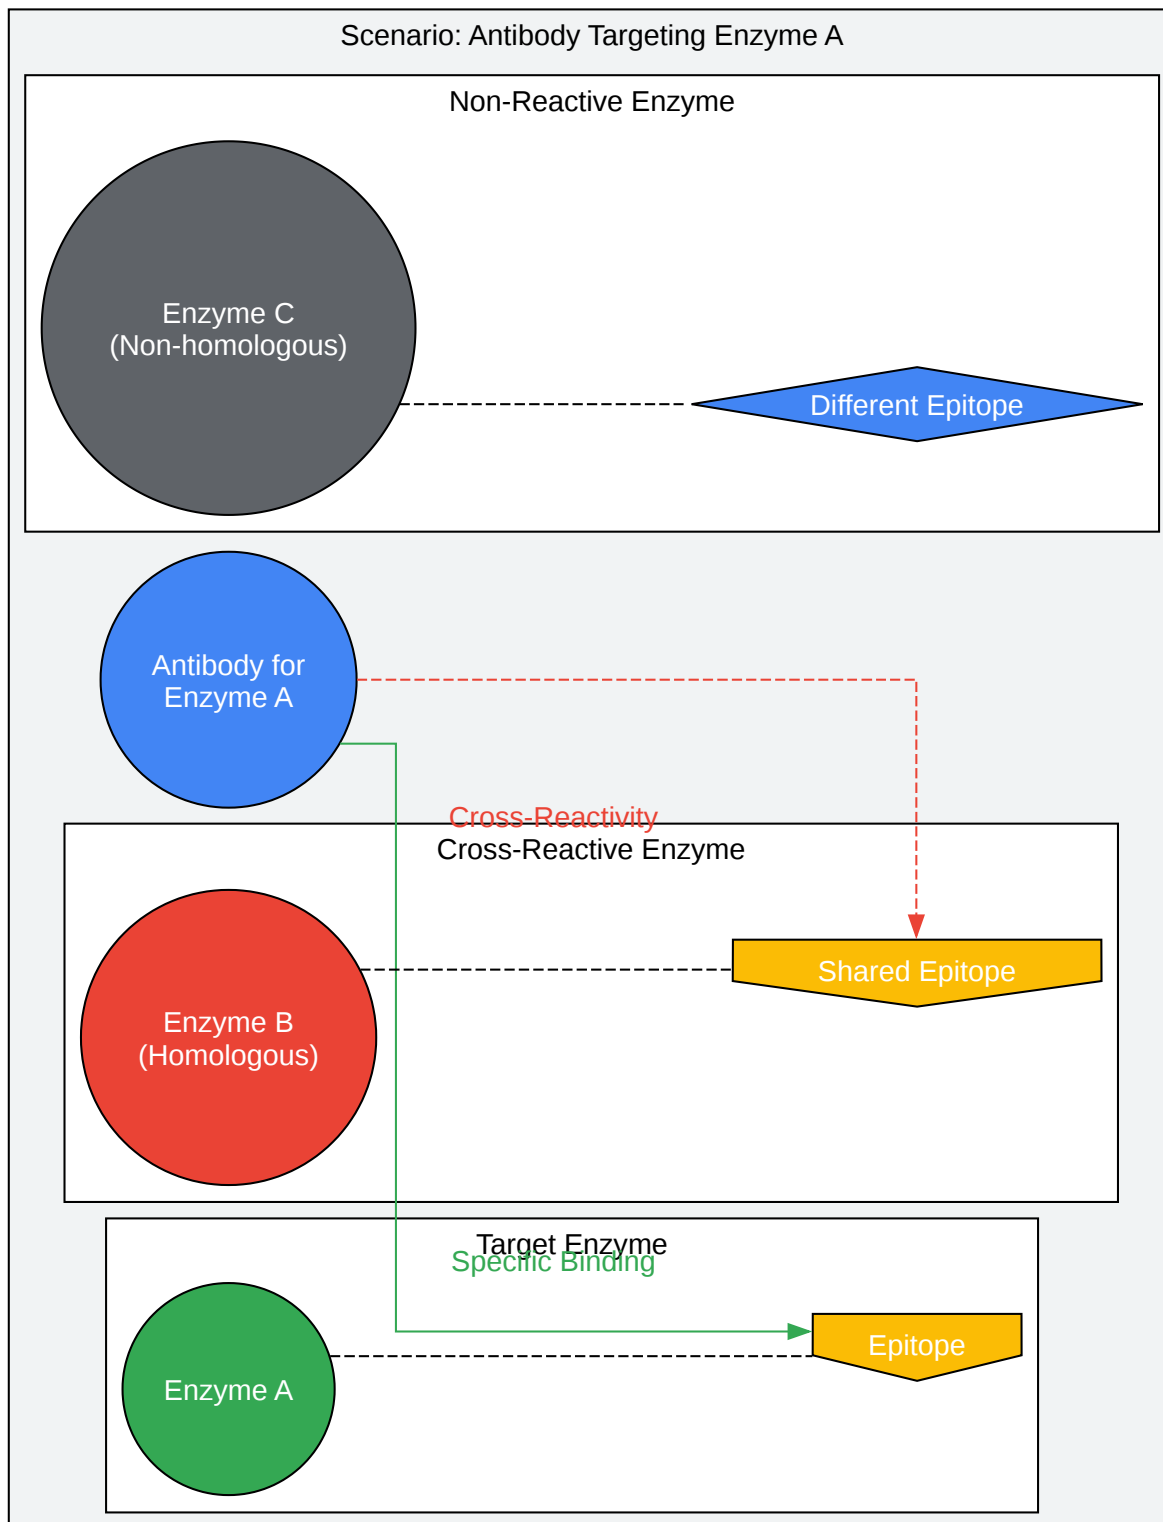 Scenario: Antibody Targeting Enzyme A
Non-Reactive Enzyme
Enzyme C
(Non-homologous)
Different Epitope
Antibody for
Enzyme A
Cross-Reactivity
Cross-Reactive Enzyme
Shared Epitope
Enzyme B
(Homologous)
Target Enzyme
Specific Binding
Epitope
Enzyme A